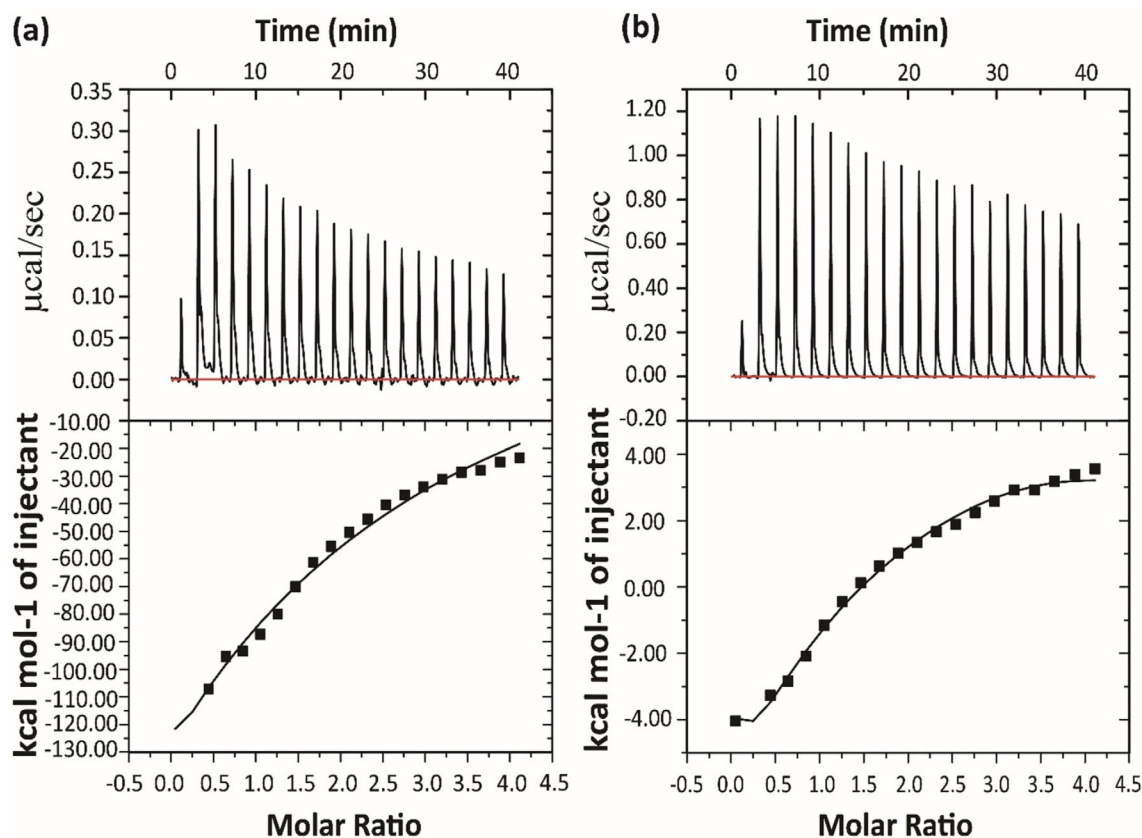 (a)
Time (min)
0 10 20 30 40
0.35
0.30
0.25
0.20
0.15
0.10
0.05
0.00
µcal/sec
-10.00
-20.00
-30.00
-40.00
-50.00
-60.00
-70.00
-80.00
-90.00
-100.00
-110.00
-120.00
-130.00
kcal mol-1 of injectant
-0.5 0.0 0.5 1.0 1.5 2.0 2.5 3.0 3.5 4.0 4.5
Molar Ratio
(b)
Time (min)
0 10 20 30 40
1.20
1.00
0.80
0.60
0.40
0.20
0.00
-0.20
µcal/sec
4.00
2.00
0.00
-2.00
-4.00
kcal mol-1 of injectant
-0.5 0.0 0.5 1.0 1.5 2.0 2.5 3.0 3.5 4.0 4.5
Molar Ratio